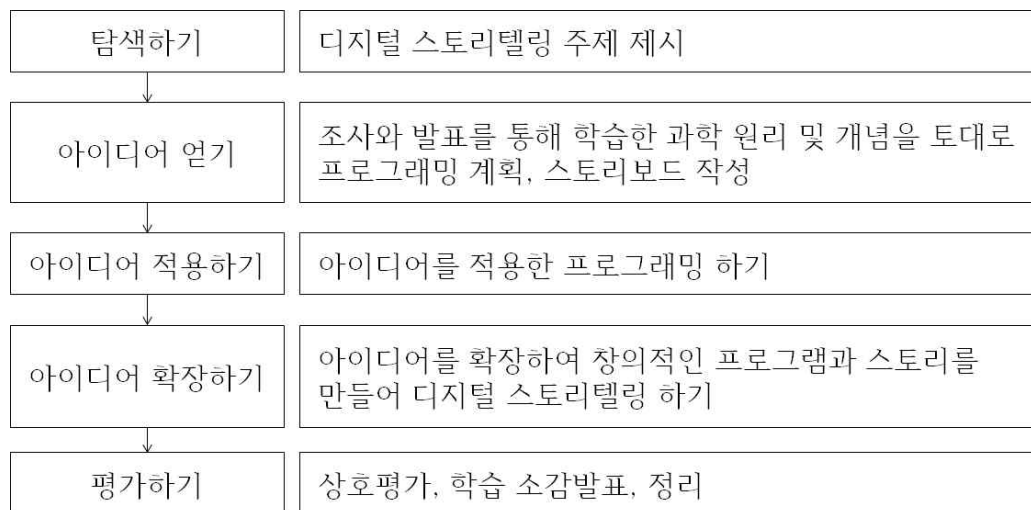 탐색하기
디지털 스토리텔링 주제 제시
아이디어 얻기
조사와 발표를 통해 학습한 과학 원리 및 개념을 토대로
프로그래밍 계획, 스토리보드 작성
아이디어 적용하기
아이디어를 적용한 프로그래밍 하기
아이디어 확장하기
아이디어를 확장하여 창의적인 프로그램과 스토리를
만들어 디지털 스토리텔링 하기
평가하기
상호평가, 학습 소감발표, 정리